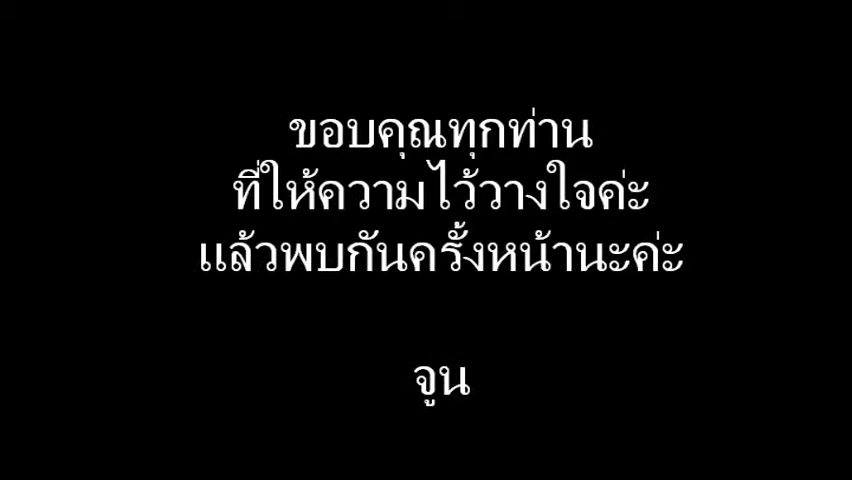 ขอบคุณทุกท่าน
ที่ให้ความไว้วางใจค่ะ
แล้วพบกันครั้งหน้านะค่ะ
จูน